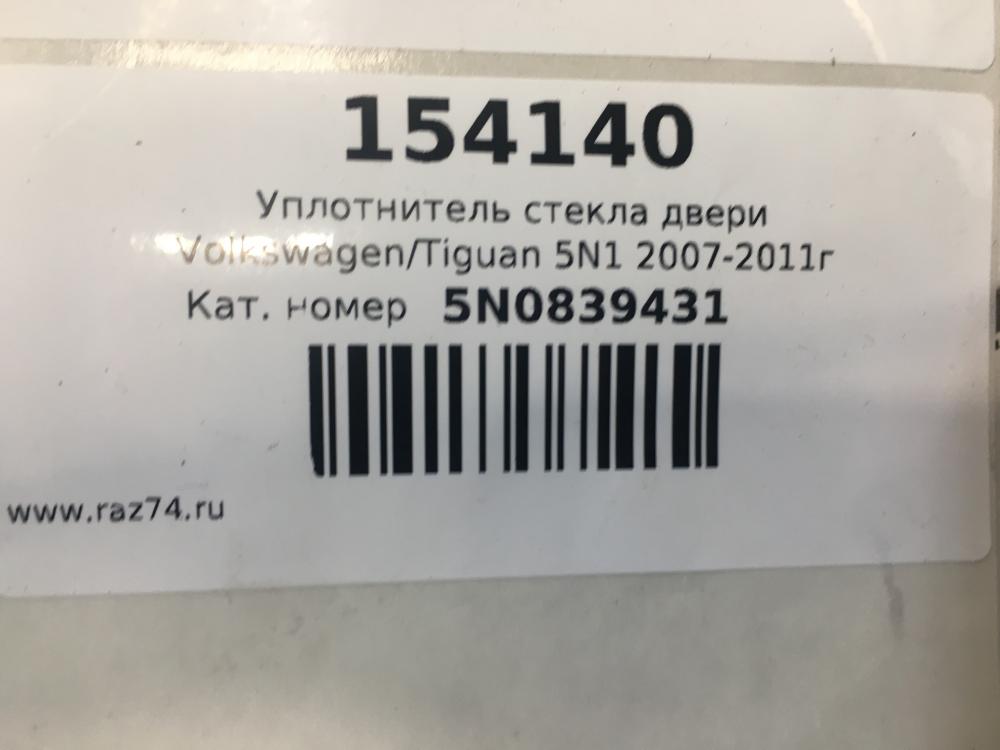 154140
Уплотнитель стекла двери
Volkswagen/Tiguan 5N1 2007-2011г
Кат. номер 5N0839431
www.raz74.ru